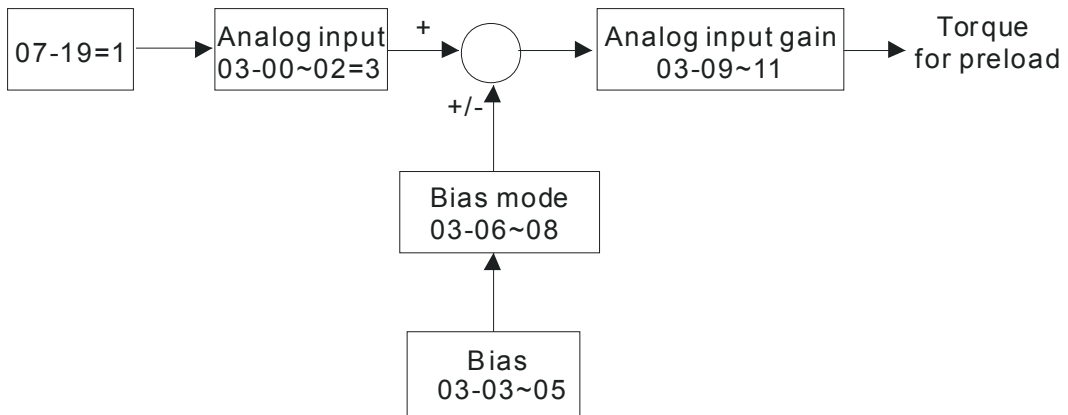 07-19=1
Analog input
03-00~02=3
+
+/-
Analog input gain
03-09~11
Torque
for preload
Bias mode
03-06~08
Bias
03-03~05